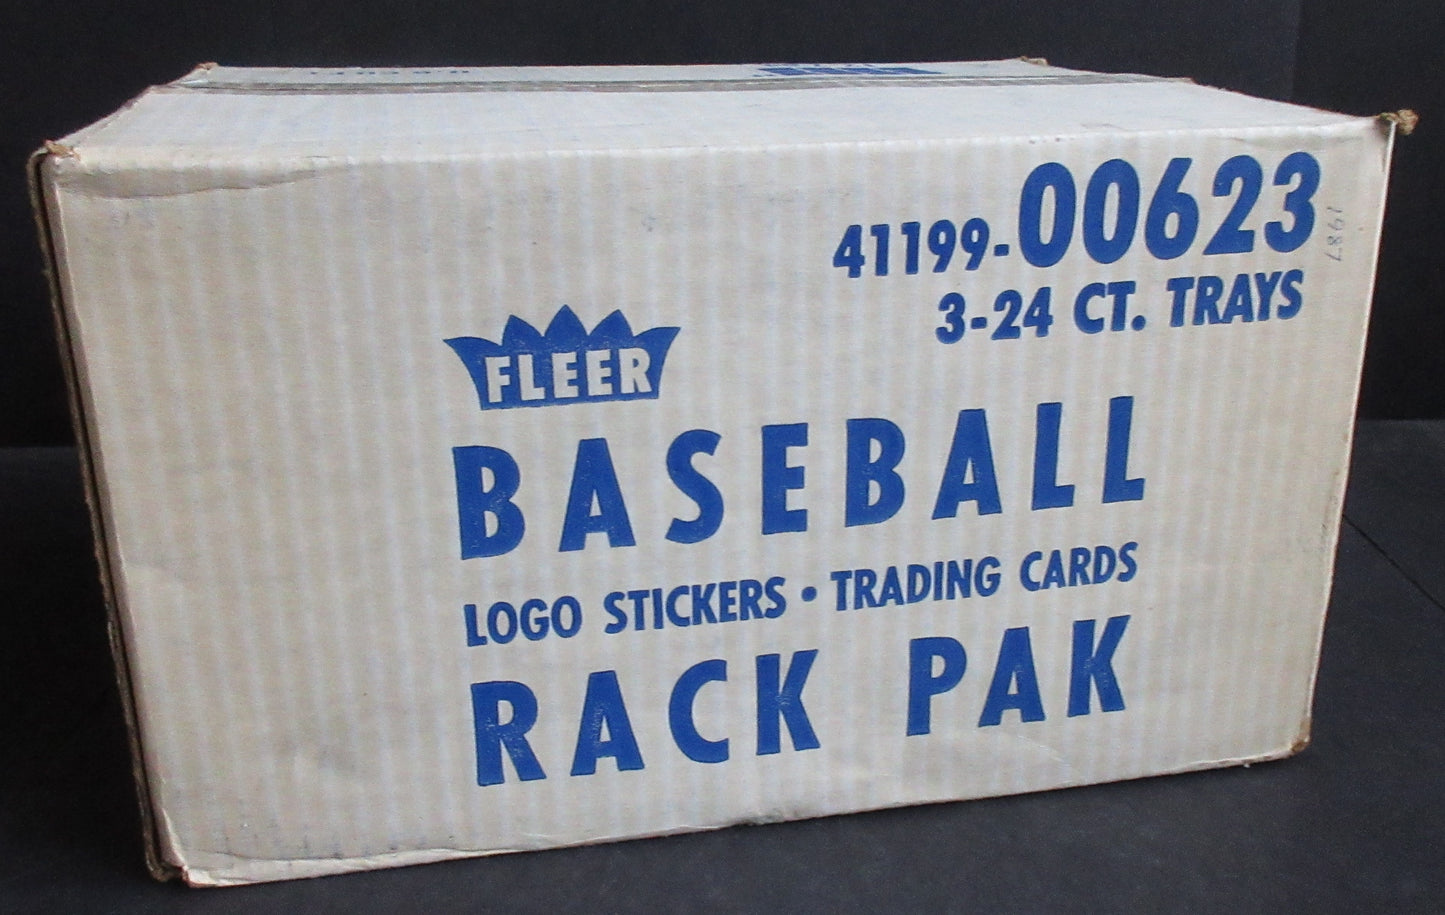 41199-00623
1987
3-24 CT. TRAYS
FLEER
BASEBALL
LOGO STICKERS • TRADING CARDS
RACK PAK